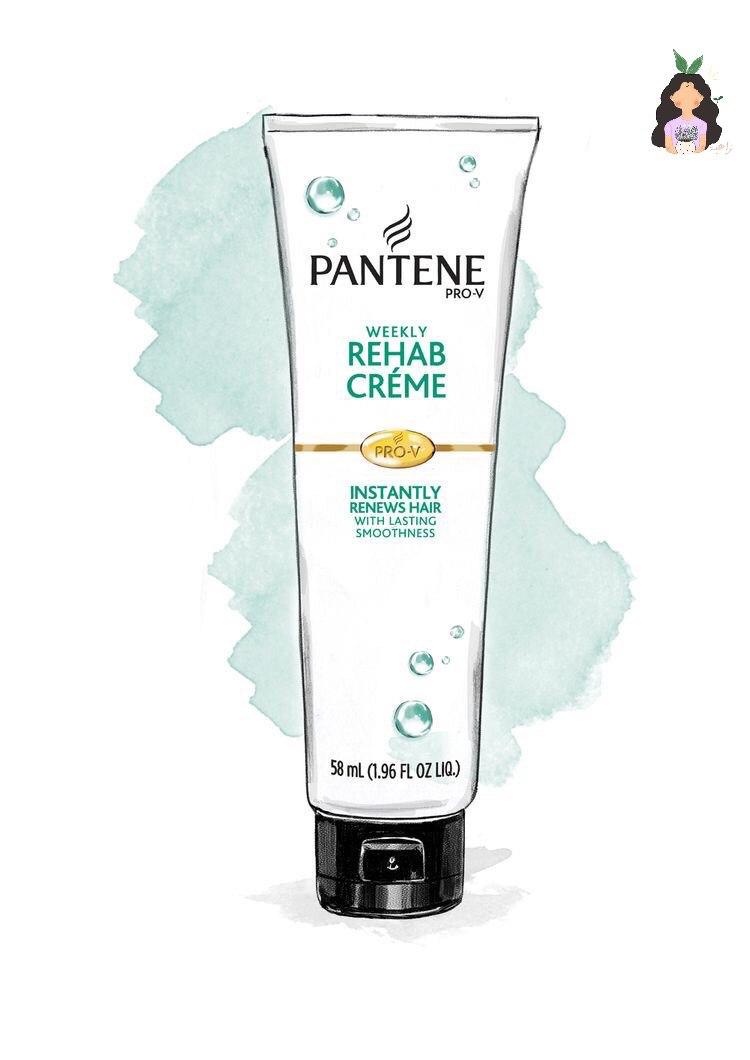 PANTENE
PRO-V
WEEKLY
REHAB
CRÉME
PRO-V
INSTANTLY
RENEWS HAIR
WITH LASTING
SMOOTHNESS
58 mL (1.96 FL OZ LIQ.)